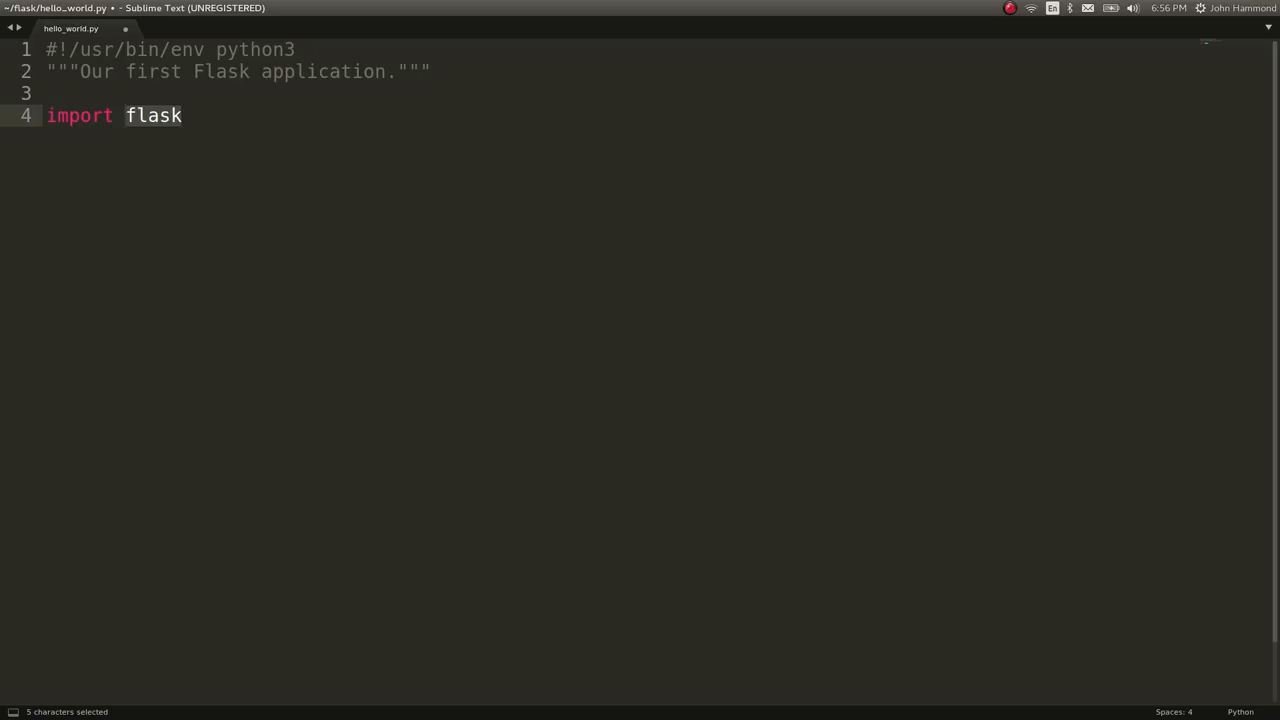 ~/flask/hello_world.py • - Sublime Text (UNREGISTERED)
En
6:56 PM
John Hammond
hello_world.py
1 #!/usr/bin/env python3
2 """Our first Flask application."""
3
4 import flask
5 characters selected
Spaces: 4
Python